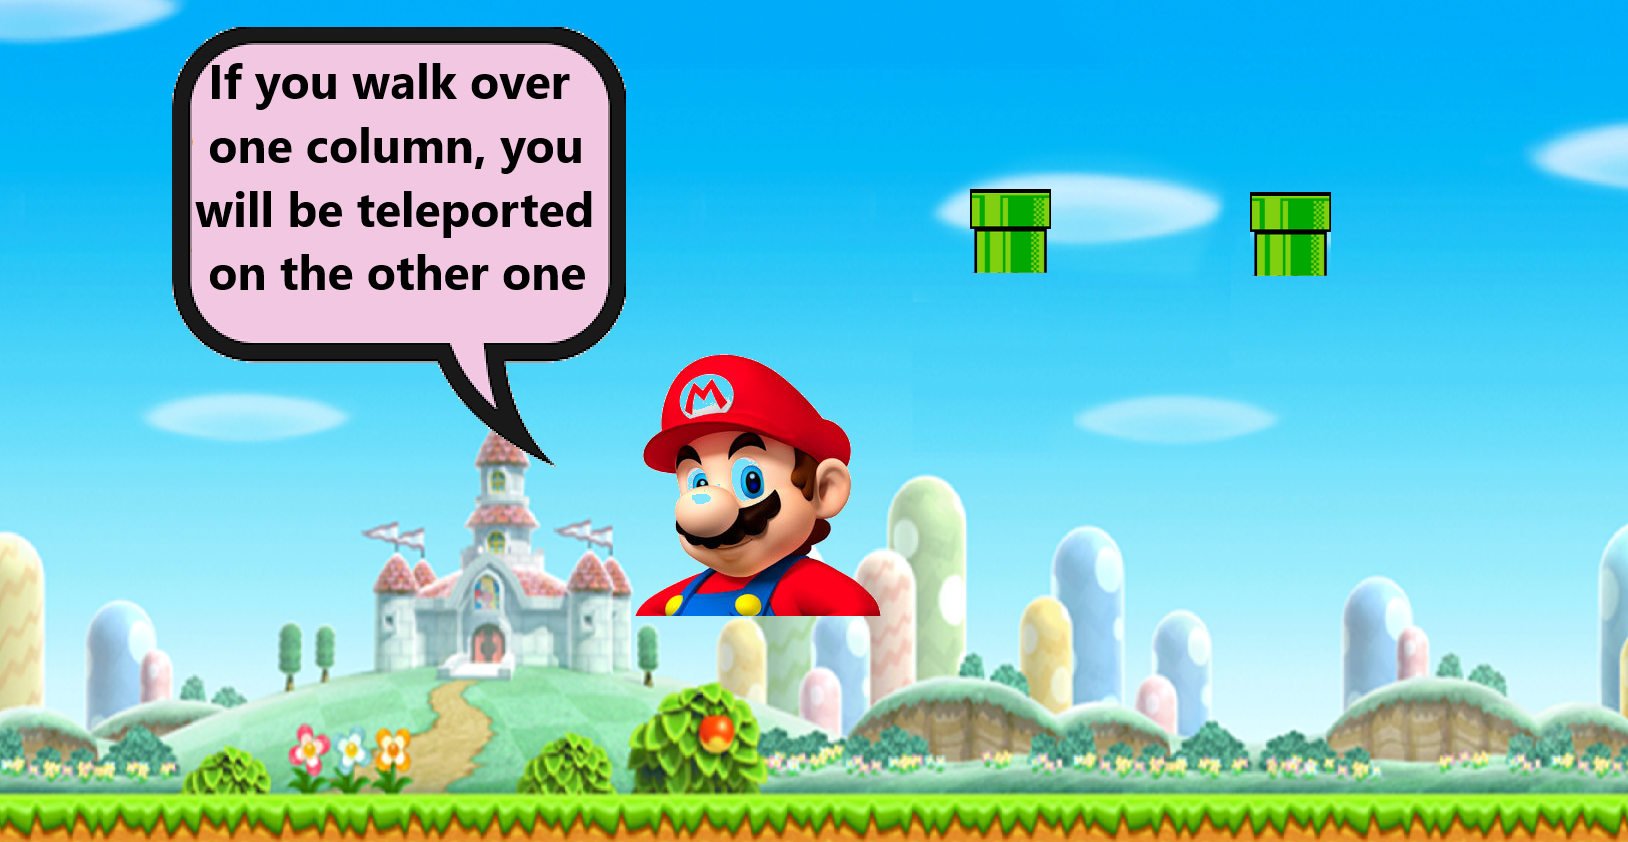 If you walk over
one column, you
will be teleported
on the other one
M